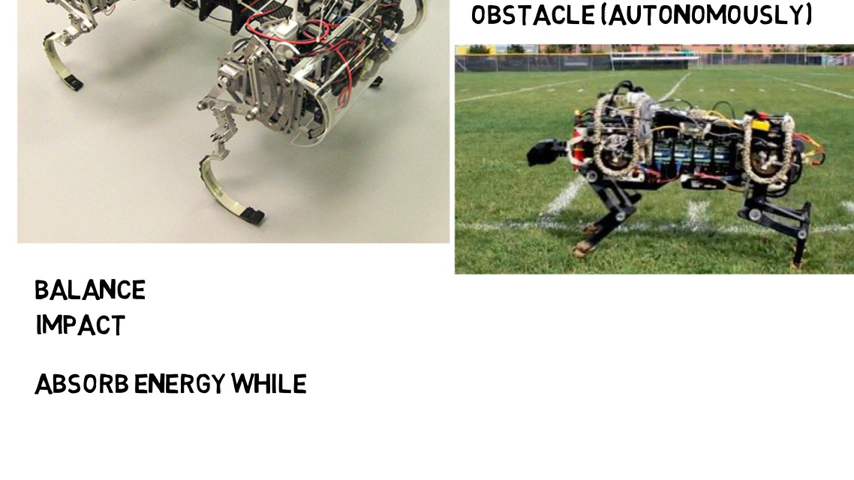 OBSTACLE (AUTONOMOUSLY)
BALANCE
IMPACT
ABSORB ENERGY WHILE